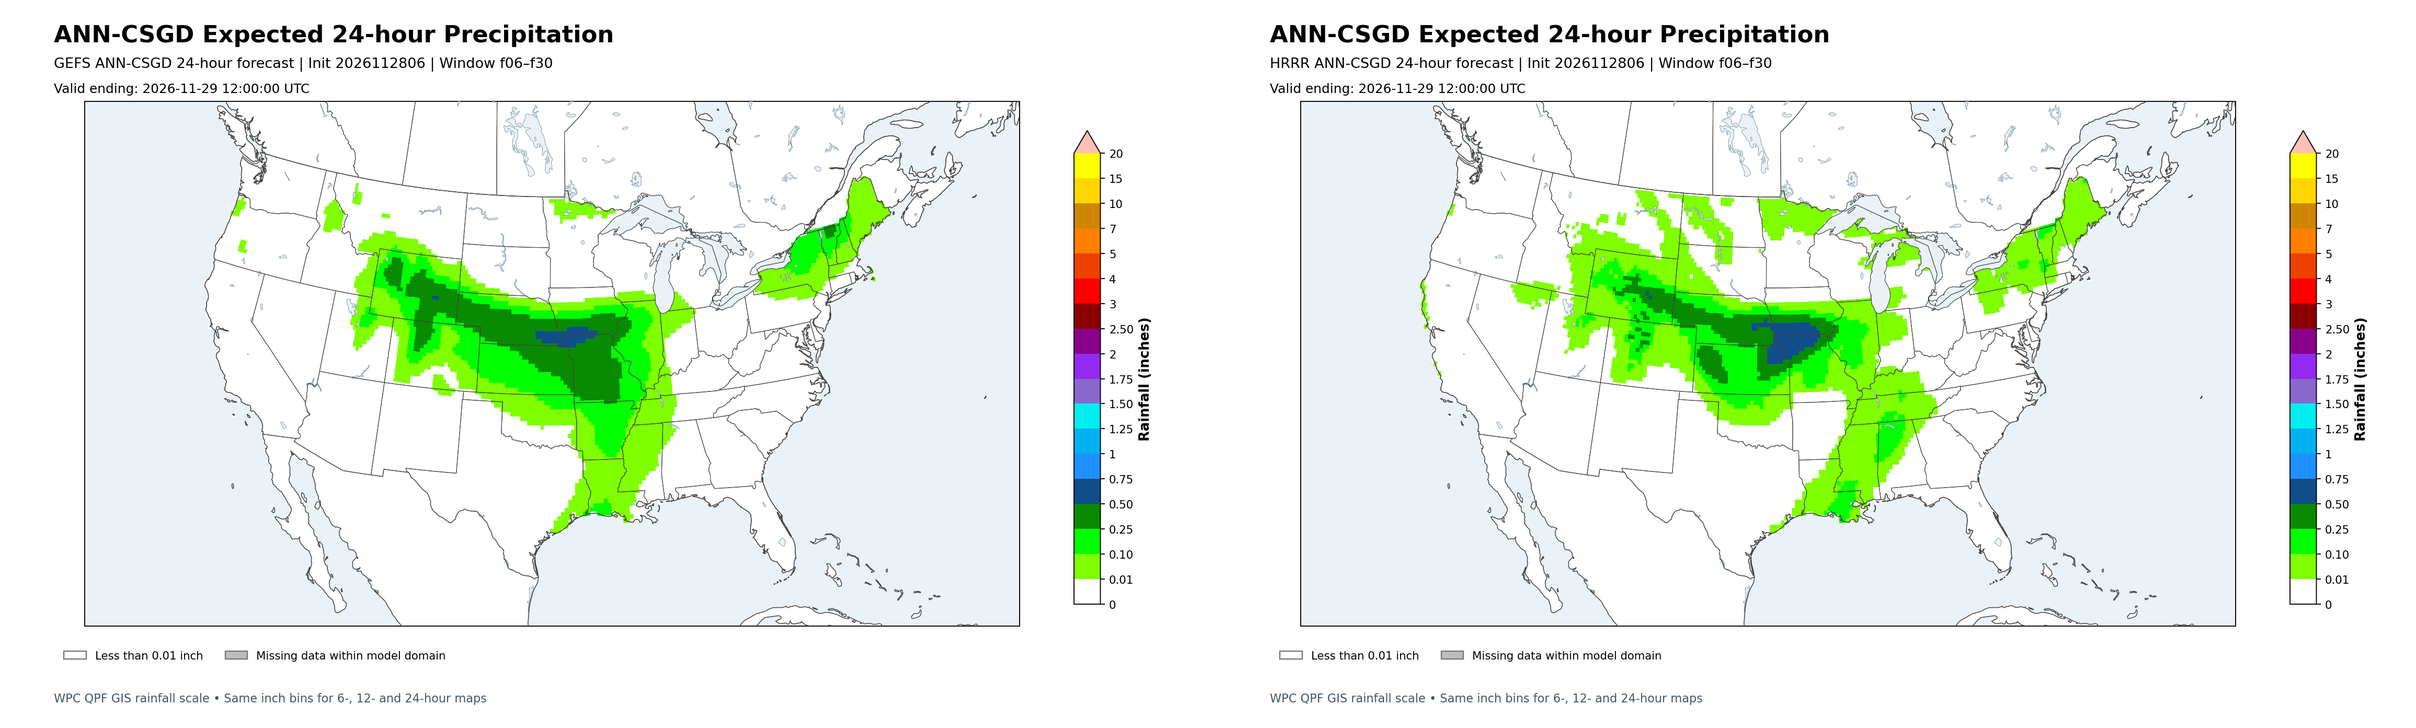 ANN-CSGD Expected 24-hour Precipitation
GEFS ANN-CSGD 24-hour forecast | Init 2026112806 | Window f06–f30
Valid ending: 2026-11-29 12:00:00 UTC
20
15
10
7
5
4
3
2.50
2
1.75
1.50
1.25
1
0.75
0.50
0.25
0.10
0.01
0
Rainfall (inches)
Less than 0.01 inch
Missing data within model domain
WPC QPF GIS rainfall scale • Same inch bins for 6-, 12- and 24-hour maps
ANN-CSGD Expected 24-hour Precipitation
HRRR ANN-CSGD 24-hour forecast | Init 2026112806 | Window f06–f30
Valid ending: 2026-11-29 12:00:00 UTC
20
15
10
7
5
4
3
2.50
2
1.75
1.50
1.25
1
0.75
0.50
0.25
0.10
0.01
0
Rainfall (inches)
Less than 0.01 inch
Missing data within model domain
WPC QPF GIS rainfall scale • Same inch bins for 6-, 12- and 24-hour maps